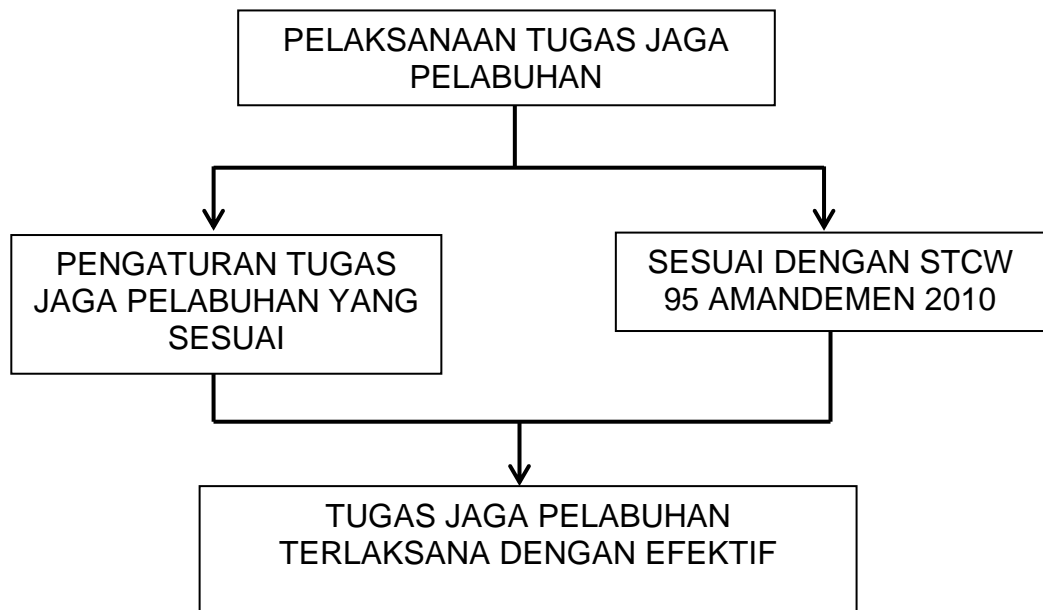 PELAKSANAAN TUGAS JAGA
PELABUHAN
PENGATURAN TUGAS
JAGA PELABUHAN YANG
SESUAI
SESUAI DENGAN STCW
95 AMANDEMEN 2010
TUGAS JAGA PELABUHAN
TERLAKSANA DENGAN EFEKTIF